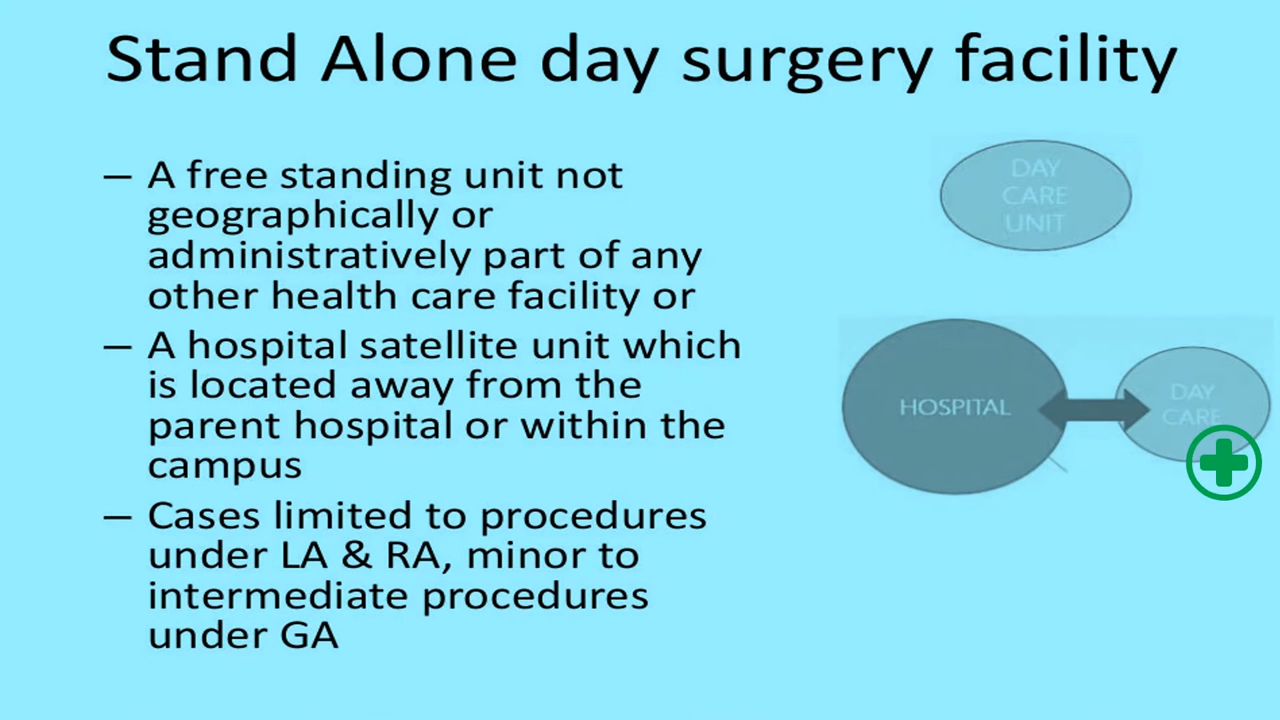 Stand Alone day surgery facility
– A free standing unit not
geographically or
administratively part of any
other health care facility or
– A hospital satellite unit which
is located away from the
parent hospital or within the
campus
– Cases limited to procedures
under LA & RA, minor to
intermediate procedures
under GA
DAY
CARE
UNIT
HOSPITAL
DAY
CARE